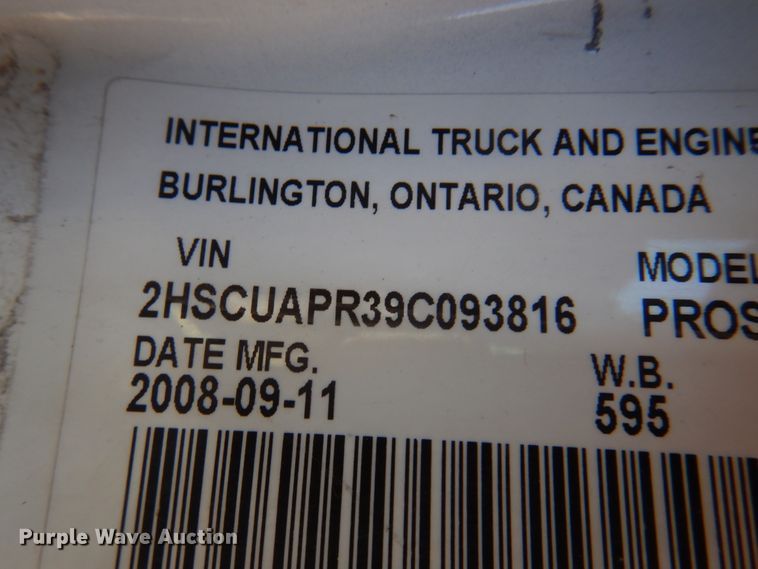 INTERNATIONAL TRUCK AND ENGINE
BURLINGTON, ONTARIO, CANADA
VIN MODEL
2HSCUAPR39C093816 PROS
DATE MFG. W.B.
2008-09-11 595
Purple Wave Auction